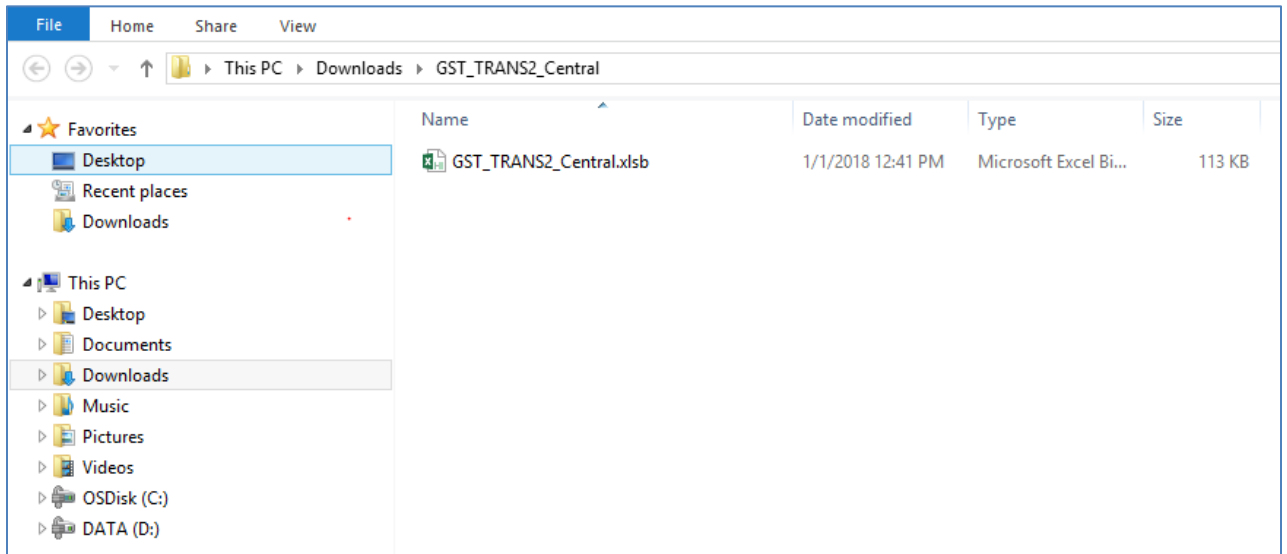 File Home Share View
This PC Downloads GST_TRANS2_Central
Favorites
Desktop
Recent places
Downloads
This PC
Desktop
Documents
Downloads
Music
Pictures
Videos
OSDisk (C:)
DATA (D:)
Name Date modified Type Size
GST_TRANS2_Central.xlsb 1/1/2018 12:41 PM Microsoft Excel Bi... 113 KB